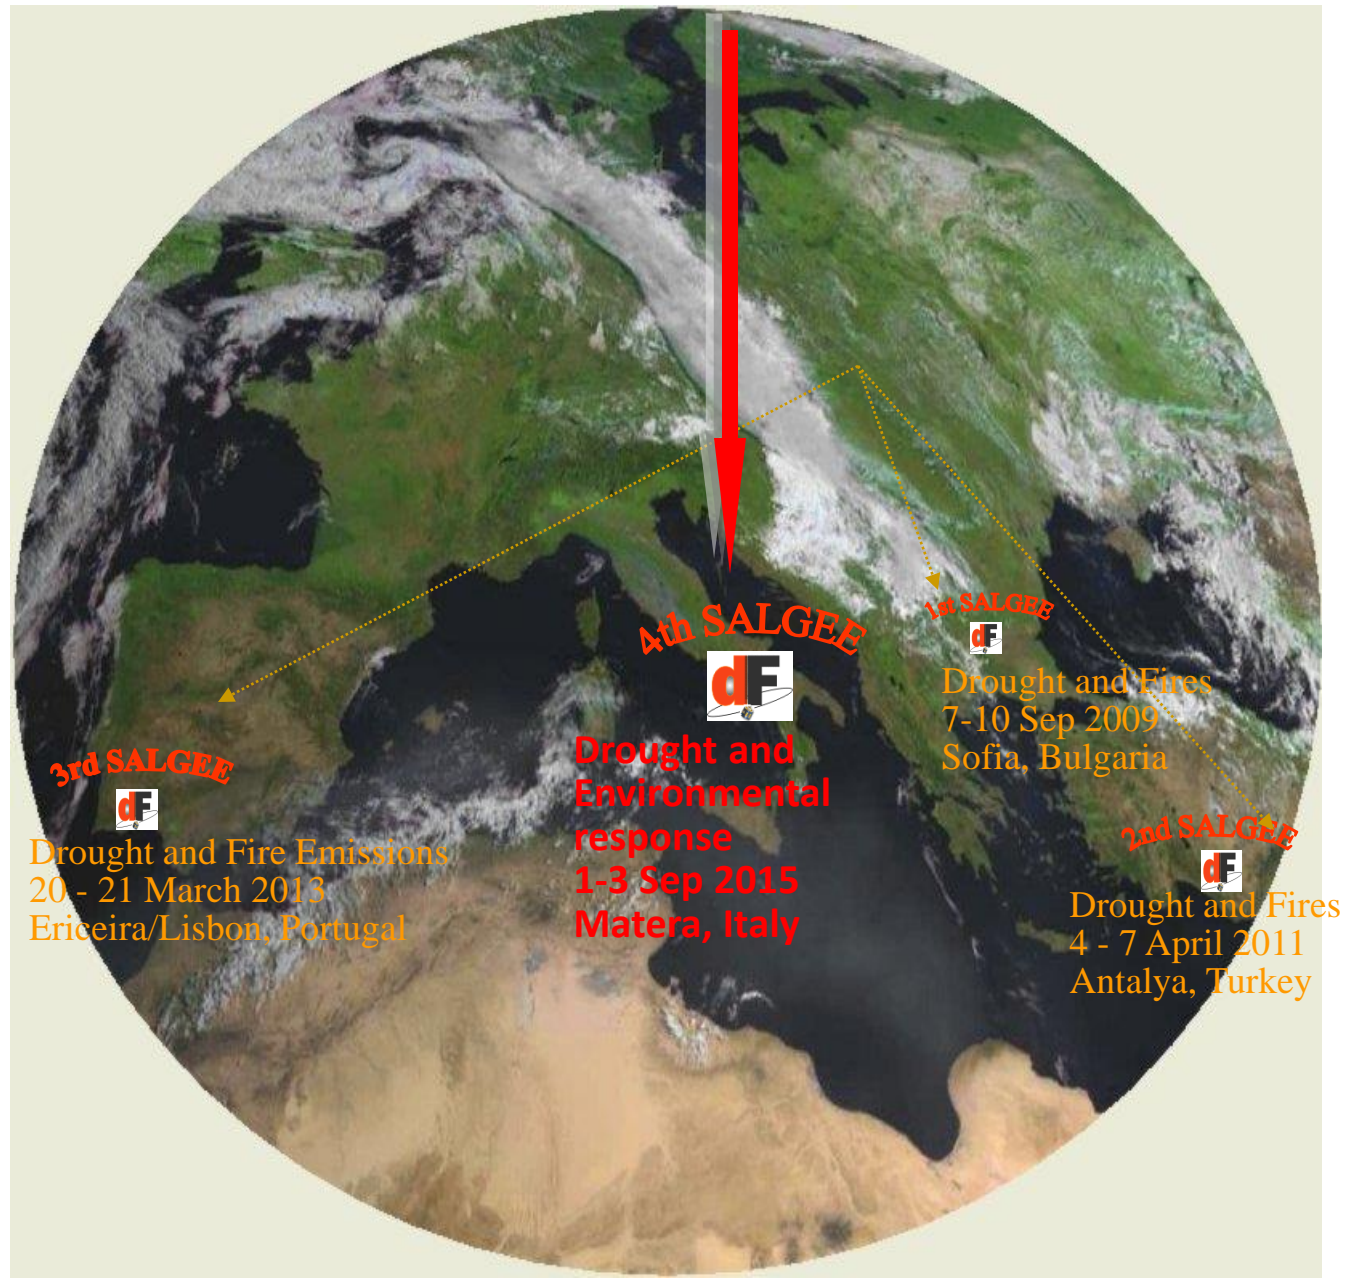 4th SALGEE
dF
Drought and
Environmental
response
1-3 Sep 2015
Matera, Italy
1st SALGEE
dF
Drought and Fires
7-10 Sep 2009
Sofia, Bulgaria
3rd SALGEE
dF
Drought and Fire Emissions
20 - 21 March 2013
Ericeira/Lisbon, Portugal
2nd SALGEE
dF
Drought and Fires
4 - 7 April 2011
Antalya, Turkey